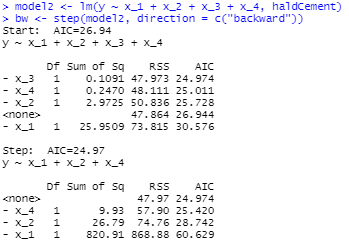 > model2 <- lm(y ~ x_1 + x_2 + x_3 + x_4, haldCement)
> bw <- step(model2, direction = c("backward"))
Start:  AIC=26.94
y ~ x_1 + x_2 + x_3 + x_4

       Df Sum of Sq    RSS    AIC
- x_3   1    0.1091 47.973 24.974
- x_4   1    0.2470 48.111 25.011
- x_2   1    2.9725 50.836 25.728
<none>              47.864 26.944
- x_1   1   25.9509 73.815 30.576

Step:  AIC=24.97
y ~ x_1 + x_2 + x_4

       Df Sum of Sq    RSS    AIC
<none>               47.97 24.974
- x_4   1      9.93  57.90 25.420
- x_2   1     26.79  74.76 28.742
- x_1   1    820.91 868.88 60.629